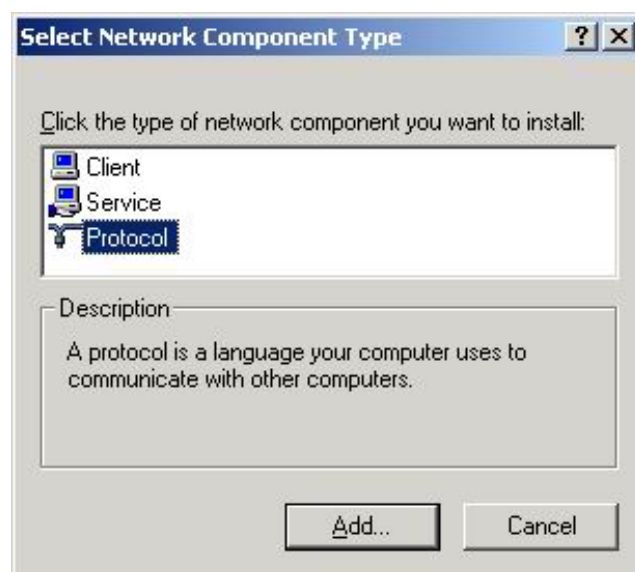 Select Network Component Type
Click the type of network component you want to install:
Client
Service
Protocol
Description
A protocol is a language your computer uses to
communicate with other computers.
Add...
Cancel